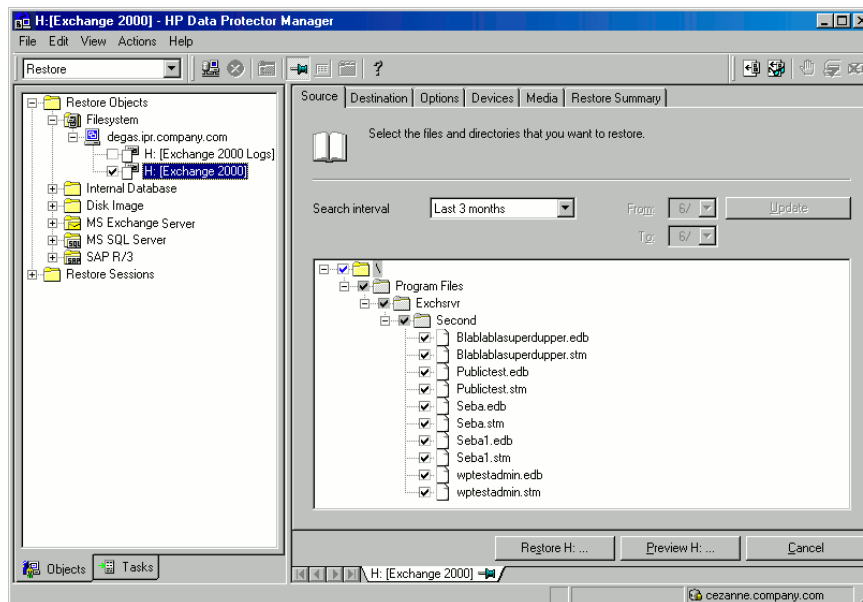 H:[Exchange 2000] - HP Data Protector Manager
File Edit View Actions Help
Restore
?
Restore Objects
Filesystem
degas.ipr.company.com
H: [Exchange 2000 Logs]
H: [Exchange 2000]
Internal Database
Disk Image
MS Exchange Server
SQL MS SQL Server
SAP SAP R/3
Restore Sessions
Objects Tasks
Source Destination Options Devices Media Restore Summary
Select the files and directories that you want to restore.
Search interval Last 3 months From: 6/ Update
To: 6/
\
Program Files
Exchsrvr
Second
Blablablasuperdupper.edb
Blablablasuperdupper.stm
Publictest.edb
Publictest.stm
Seba.edb
Seba.stm
Seba1.edb
Seba1.stm
wptestadmin.edb
wptestadmin.stm
Restore H: ... Preview H: ... Cancel
H: [Exchange 2000]
cezanne.company.com